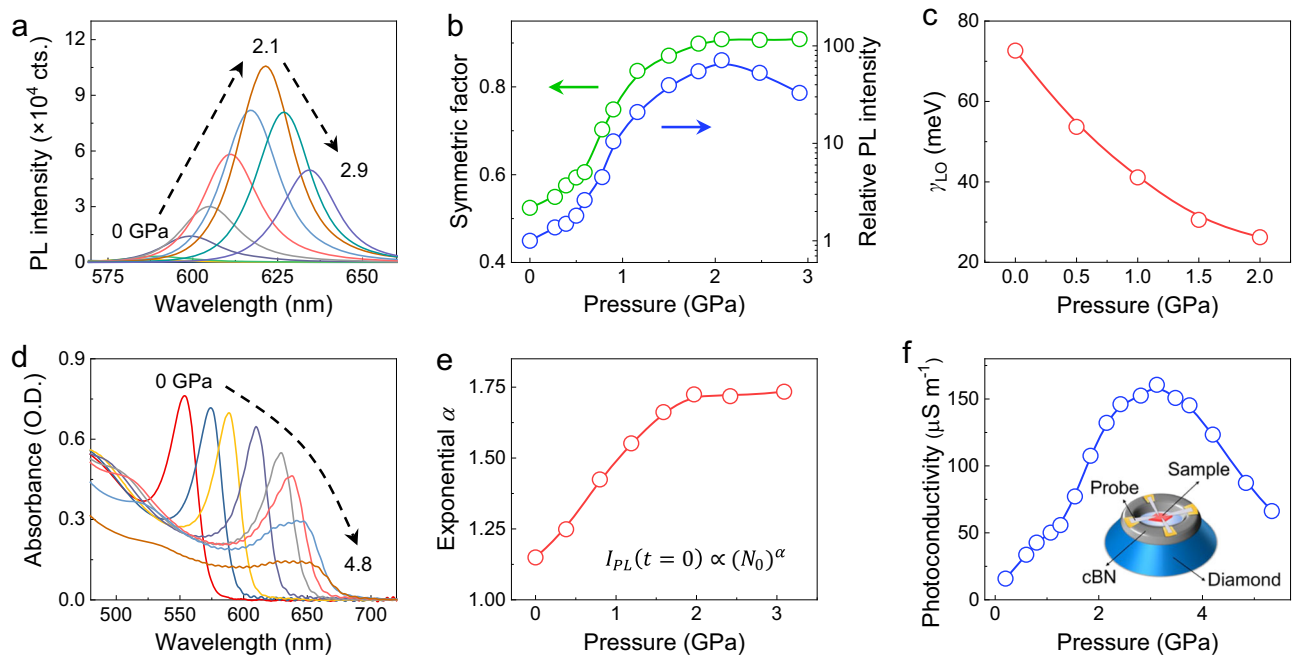 a
PL intensity (×10⁴ cts.)
12
9
6
3
0
0 GPa
2.1
2.9
575
600
625
650
Wavelength (nm)
b
Symmetric factor
0.8
0.6
0.4
100
10
1
Relative PL intensity
0
1
2
3
Pressure (GPa)
c
γLO (meV)
80
60
40
20
0.0
0.5
1.0
1.5
2.0
Pressure (GPa)
d
Absorbance (O.D.)
0.9
0.6
0.3
0.0
0 GPa
4.8
500
550
600
650
700
Wavelength (nm)
e
Exponential α
1.75
1.50
1.25
1.00
I_PL(t = 0) ∝ (N₀)^α
0
1
2
3
Pressure (GPa)
f
Photoconductivity (µS m⁻¹)
200
150
100
50
0
Sample
Probe
cBN
Diamond
0
2
4
Pressure (GPa)